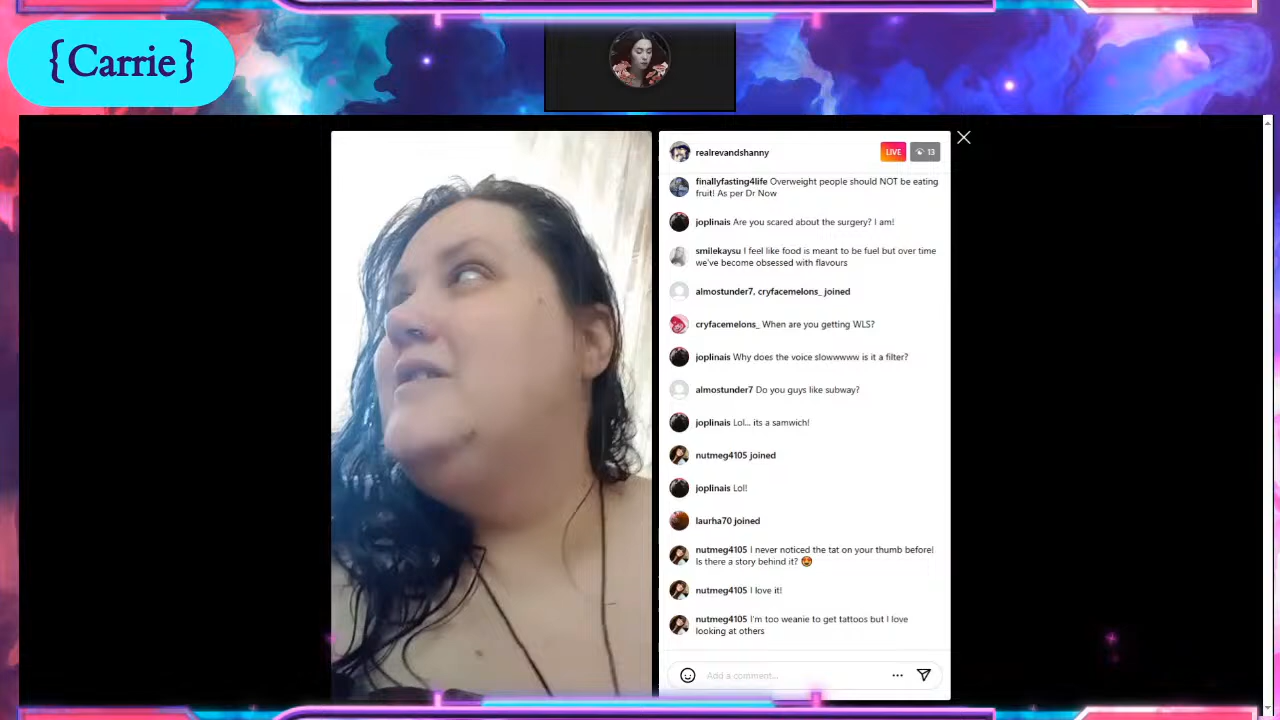 {Carrie}
realrevandshanny
LIVE
13
finallyfasting4life Overweight people should NOT be eating
fruit! As per Dr Now
joplinais Are you scared about the surgery? I am!
smilekaysu I feel like food is meant to be fuel but over time
we've become obsessed with flavours
almostunder7, cryfacemelons_ joined
cryfacemelons_ When are you getting WLS?
joplinais Why does the voice slowwwww is it a filter?
almostunder7 Do you guys like subway?
joplinais Lol... its a samwich!
nutmeg4105 joined
joplinais Lol!
laurha70 joined
nutmeg4105 I never noticed the tat on your thumb before!
Is there a story behind it? 😍
nutmeg4105 I love it!
nutmeg4105 I'm too weanie to get tattoos but I love
looking at others
Add a comment...